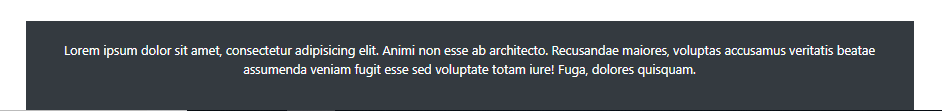 Lorem ipsum dolor sit amet, consectetur adipisicing elit. Animi non esse ab architecto. Recusandae maiores, voluptas accusamus veritatis beatae
assumenda veniam fugit esse sed voluptate totam iure! Fuga, dolores quisquam.